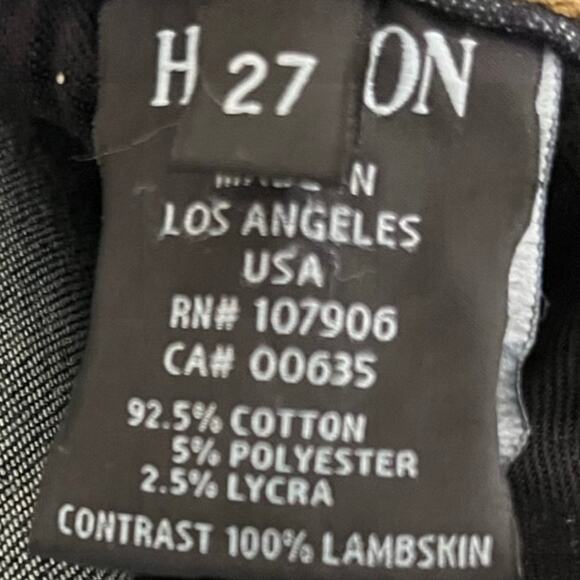 H 27 ON
N
LOS ANGELES
USA
RN# 107906
CA# 00635
92.5% COTTON
5% POLYESTER
2.5% LYCRA
CONTRAST 100% LAMBSKIN